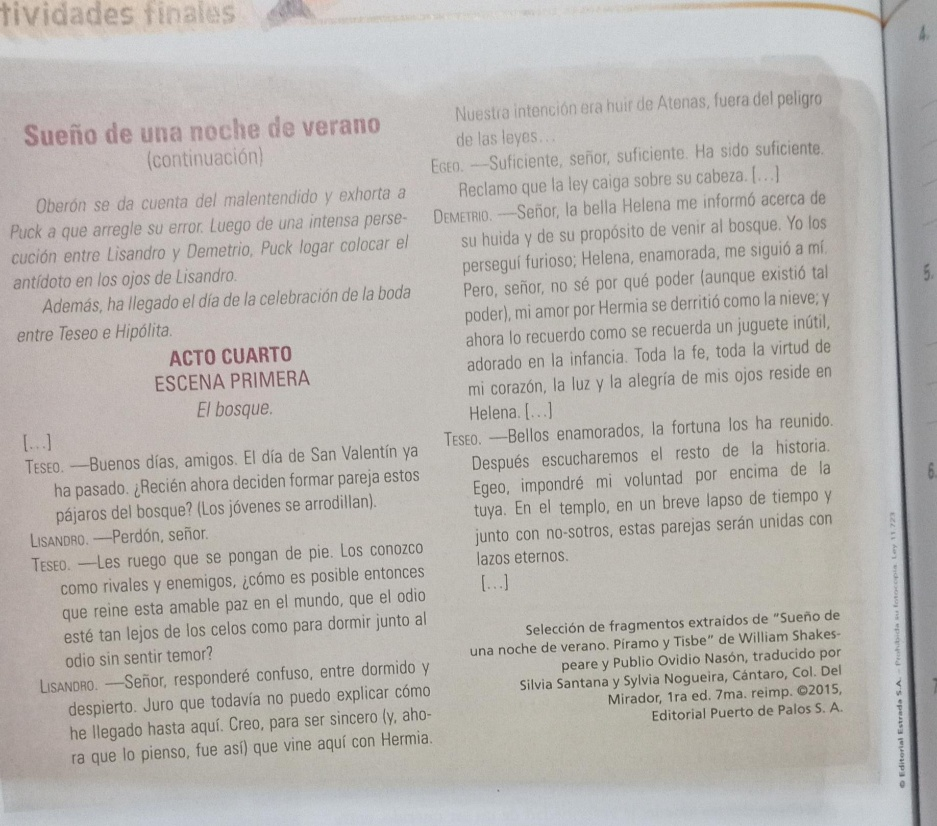 tividades finales
Sueño de una noche de verano
(continuación)
Oberón se da cuenta del malentendido y exhorta a
Puck a que arregle su error. Luego de una intensa perse-
cución entre Lisandro y Demetrio, Puck logar colocar el
antídoto en los ojos de Lisandro.
Además, ha llegado el día de la celebración de la boda
entre Teseo e Hipólita.
ACTO CUARTO
ESCENA PRIMERA
El bosque.
[...]
TESEO. —Buenos días, amigos. El día de San Valentín ya
ha pasado. ¿Recién ahora deciden formar pareja estos
pájaros del bosque? (Los jóvenes se arrodillan).
LISANDRO. —Perdón, señor.
TESEO. —Les ruego que se pongan de pie. Los conozco
como rivales y enemigos, ¿cómo es posible entonces
que reine esta amable paz en el mundo, que el odio
esté tan lejos de los celos como para dormir junto al
odio sin sentir temor?
LISANDRO. —Señor, responderé confuso, entre dormido y
despierto. Juro que todavía no puedo explicar cómo
he llegado hasta aquí. Creo, para ser sincero (y, aho-
ra que lo pienso, fue así) que vine aquí con Hermia.
Nuestra intención era huir de Atenas, fuera del peligro
de las leyes...
EGEO. —Suficiente, señor, suficiente. Ha sido suficiente.
Reclamo que la ley caiga sobre su cabeza. [...]
DEMETRIO. —Señor, la bella Helena me informó acerca de
su huida y de su propósito de venir al bosque. Yo los
perseguí furioso; Helena, enamorada, me siguió a mí.
Pero, señor, no sé por qué poder (aunque existió tal
poder), mi amor por Hermia se derritió como la nieve; y
ahora lo recuerdo como se recuerda un juguete inútil,
adorado en la infancia. Toda la fe, toda la virtud de
mi corazón, la luz y la alegría de mis ojos reside en
Helena. [...]
TESEO. —Bellos enamorados, la fortuna los ha reunido.
Después escucharemos el resto de la historia.
Egeo, impondré mi voluntad por encima de la
tuya. En el templo, en un breve lapso de tiempo y
junto con no-sotros, estas parejas serán unidas con
lazos eternos.
[...]
Selección de fragmentos extraídos de "Sueño de
una noche de verano. Píramo y Tisbe" de William Shakes-
peare y Publio Ovidio Nasón, traducido por
Silvia Santana y Sylvia Nogueira, Cántaro, Col. Del
Mirador, 1ra ed. 7ma. reimp. ©2015,
Editorial Puerto de Palos S. A.
© Editorial Estrada S.A. - Prohibida su fotocopia. Ley 11.723
4.
5.
6.